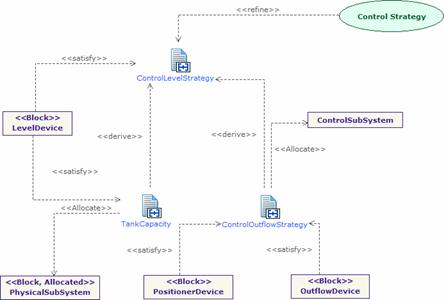 <<refine>>
Control Strategy
<<satisfy>>
ControlLevelStrategy
<<Block>>
LevelDevice
ControlSubSystem
<<derive>>
<<derive>>
<<Allocate>>
<<satisfy>>
<<Allocate>>
TankCapacity
ControlOutflowStrategy
<<satisfy>>
<<satisfy>>
<<Block, Allocated>>
PhysicalSubSystem
<<Block>>
PositionerDevice
<<Block>>
OutflowDevice